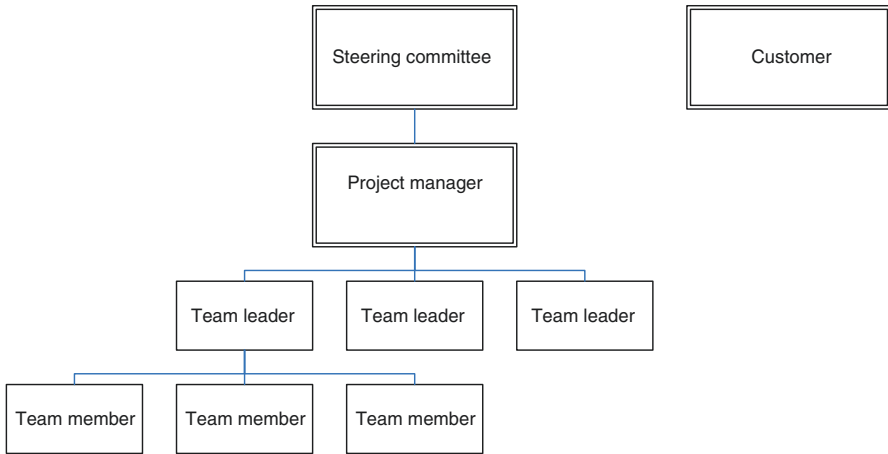 Steering committee
Customer
Project manager
Team leader
Team leader
Team leader
Team member
Team member
Team member